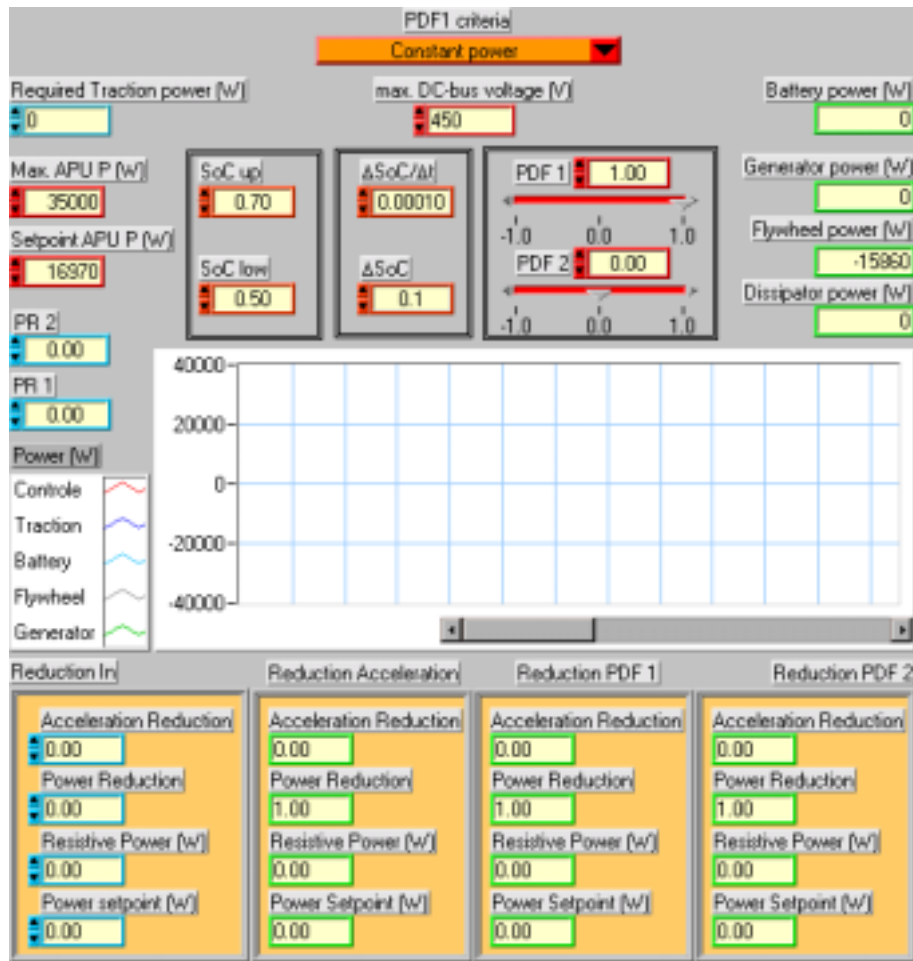 PDF1 criteria
Constant power
Required Traction power (W)
0
max. DC-bus voltage (V)
450
Battery power (W)
0
Max. APU P (W)
35000
Setpoint APU P (W)
16970
SoC up
0.70
SoC low
0.50
ΔSoC/Δt
0.00010
ΔSoC
0.1
PDF 1
1.00
-1.0 0.0 1.0
PDF 2
0.00
-1.0 0.0 1.0
Generator power (W)
0
Flywheel power (W)
-15860
Dissipator power (W)
0
PR 2
0.00
PR 1
0.00
Power (W)
Controle
Traction
Battery
Flywheel
Generator
40000
20000
0
-20000
-40000
Reduction In
Acceleration Reduction
0.00
Power Reduction
0.00
Resistive Power (W)
0.00
Power setpoint (W)
0.00
Reduction Acceleration
Acceleration Reduction
0.00
Power Reduction
1.00
Resistive Power (W)
0.00
Power Setpoint (W)
0.00
Reduction PDF 1
Acceleration Reduction
0.00
Power Reduction
1.00
Resistive Power (W)
0.00
Power Setpoint (W)
0.00
Reduction PDF 2
Acceleration Reduction
0.00
Power Reduction
1.00
Resistive Power (W)
0.00
Power Setpoint (W)
0.00